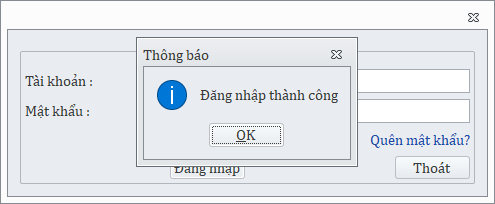 Thông báo
Tài khoản :
Đăng nhập thành công
Mật khẩu :
OK
Quên mật khẩu?
Đăng nhập
Thoát